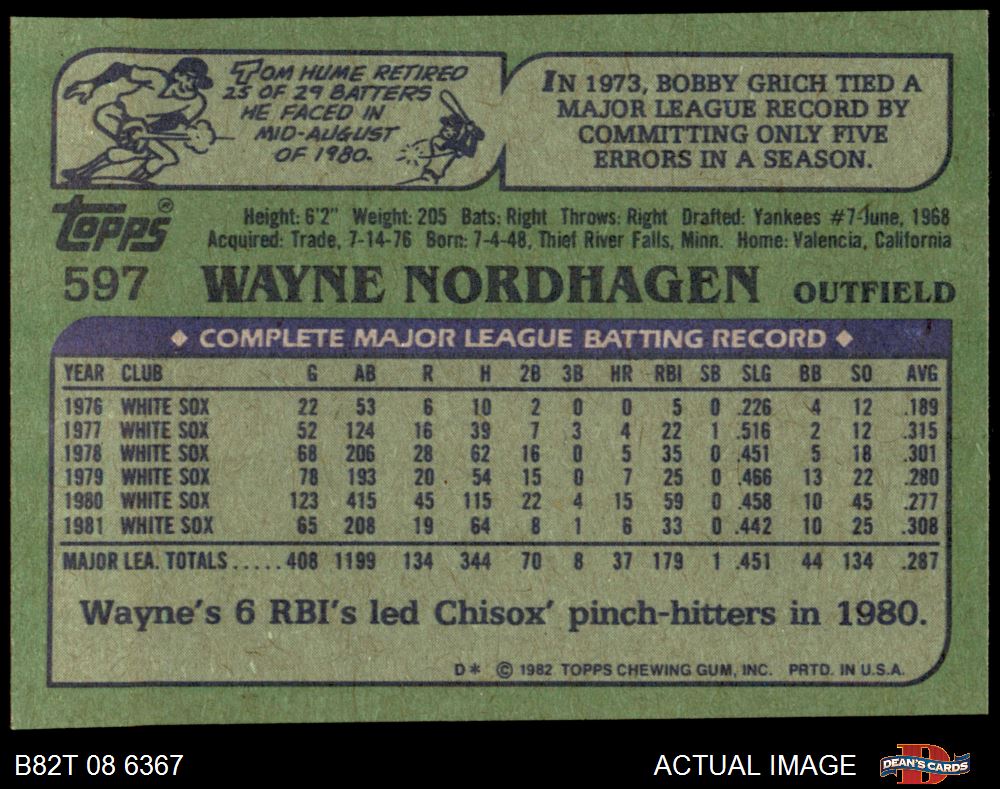 TOM HUME RETIRED
25 OF 29 BATTERS
HE FACED IN
MID-AUGUST
OF 1980.
IN 1973, BOBBY GRICH TIED A
MAJOR LEAGUE RECORD BY
COMMITTING ONLY FIVE
ERRORS IN A SEASON.
Topps®
Height: 6'2" Weight: 205 Bats: Right Throws: Right Drafted: Yankees #7-June, 1968
Acquired: Trade, 7-14-76 Born: 7-4-48, Thief River Falls, Minn. Home: Valencia, California
597 WAYNE NORDHAGEN OUTFIELD
◆ COMPLETE MAJOR LEAGUE BATTING RECORD ◆
YEAR CLUB G AB R H 2B 3B HR RBI SB SLG BB SO AVG
1976 WHITE SOX 22 53 6 10 2 0 0 5 0 .226 4 12 .189
1977 WHITE SOX 52 124 16 39 7 3 4 22 1 .516 2 12 .315
1978 WHITE SOX 68 206 28 62 16 0 5 35 0 .451 5 18 .301
1979 WHITE SOX 78 193 20 54 15 0 7 25 0 .466 13 22 .280
1980 WHITE SOX 123 415 45 115 22 4 15 59 0 .458 10 45 .277
1981 WHITE SOX 65 208 19 64 8 1 6 33 0 .442 10 25 .308
MAJOR LEA. TOTALS.....408 1199 134 344 70 8 37 179 1 .451 44 134 .287
Wayne's 6 RBI's led Chisox' pinch-hitters in 1980.
D* © 1982 TOPPS CHEWING GUM, INC. PRTD. IN U.S.A.
B82T 08 6367 ACTUAL IMAGE DEAN'S CARDS